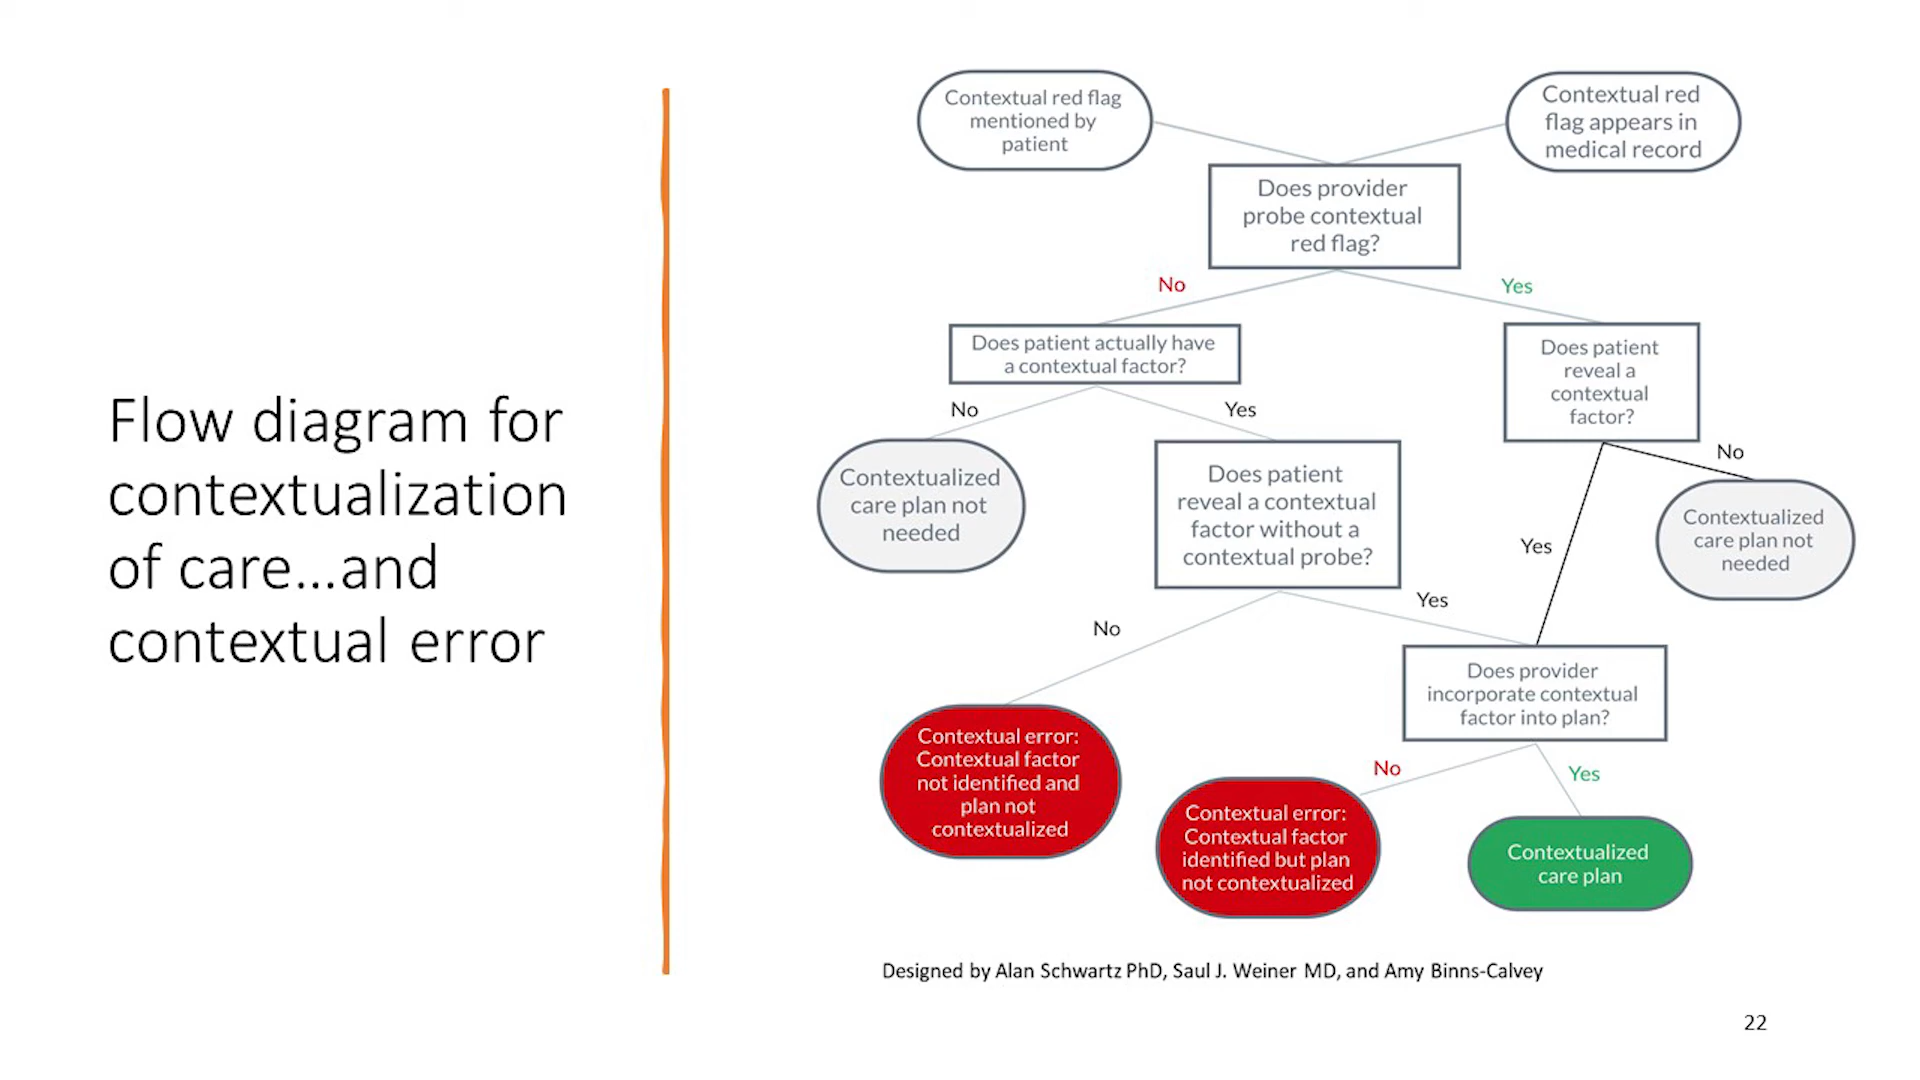 Flow diagram for
contextualization
of care...and
contextual error
Contextual red flag
mentioned by
patient
Contextual red
flag appears in
medical record
Does provider
probe contextual
red flag?
No
Yes
Does patient actually have
a contextual factor?
Does patient
reveal a
contextual
factor?
No
Yes
No
Contextualized
care plan not
needed
Does patient
reveal a contextual
factor without a
contextual probe?
Yes
Contextualized
care plan not
needed
No
Yes
Does provider
incorporate contextual
factor into plan?
Contextual error:
Contextual factor
not identified and
plan not
contextualized
No
Yes
Contextual error:
Contextual factor
identified but plan
not contextualized
Contextualized
care plan
Designed by Alan Schwartz PhD, Saul J. Weiner MD, and Amy Binns-Calvey
22